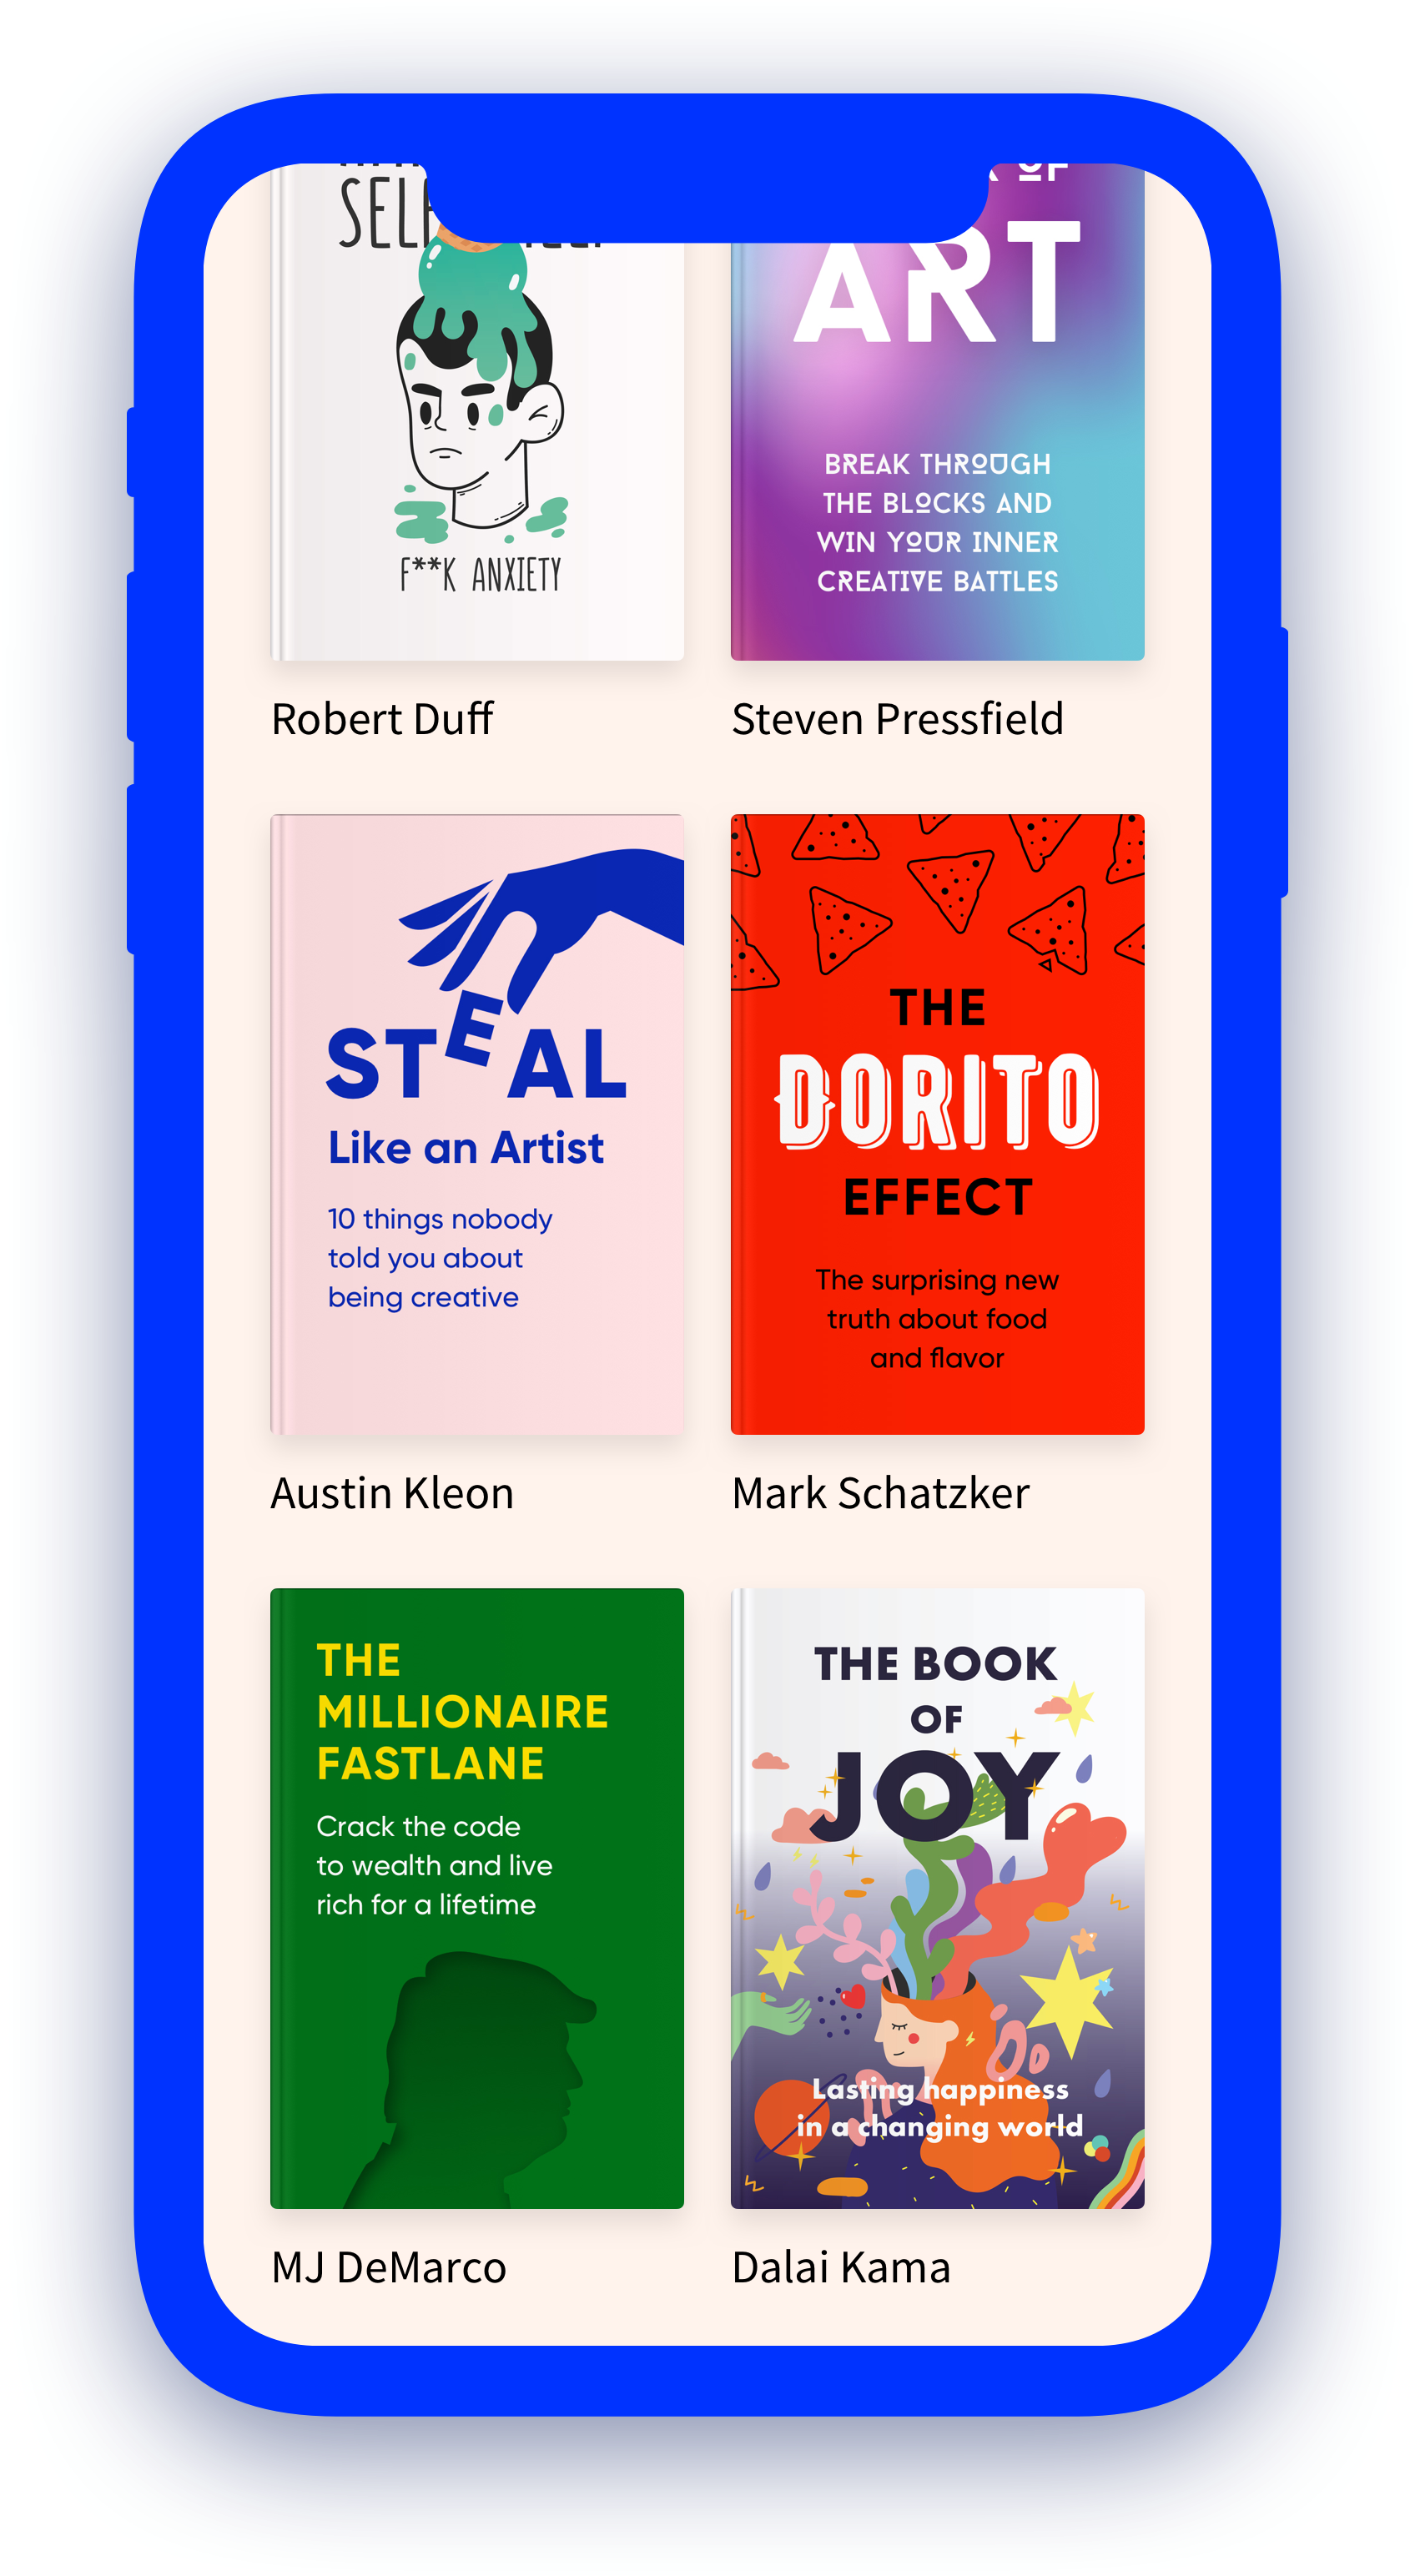 SELF
OF
ART
F**K ANXIETY
BREAK THROUGH
THE BLOCKS AND
WIN YOUR INNER
CREATIVE BATTLES
Robert Duff
Steven Pressfield
STEAL
Like an Artist
10 things nobody
told you about
being creative
THE
DORITO
EFFECT
The surprising new
truth about food
and flavor
Austin Kleon
Mark Schatzker
THE
MILLIONAIRE
FASTLANE
Crack the code
to wealth and live
rich for a lifetime
THE BOOK
OF
JOY
Lasting happiness
in a changing world
MJ DeMarco
Dalai Kama